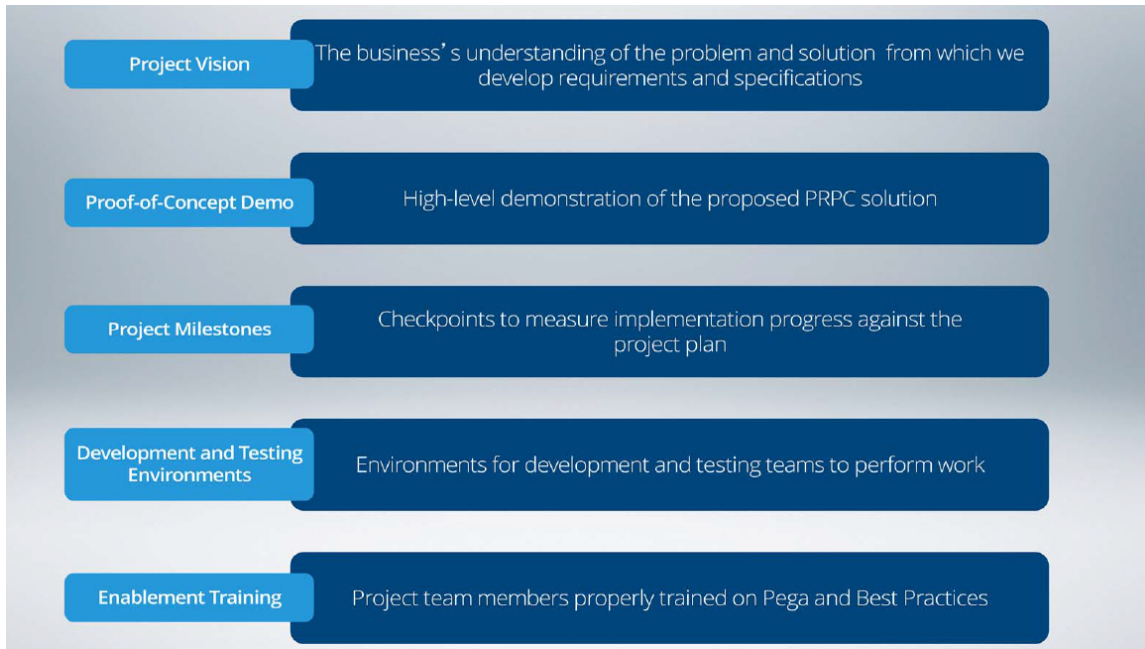 Project Vision
The business's understanding of the problem and solution from which we
develop requirements and specifications
Proof-of-Concept Demo
High-level demonstration of the proposed PRPC solution
Project Milestones
Checkpoints to measure implementation progress against the
project plan
Development and Testing
Environments
Environments for development and testing teams to perform work
Enablement Training
Project team members properly trained on Pega and Best Practices